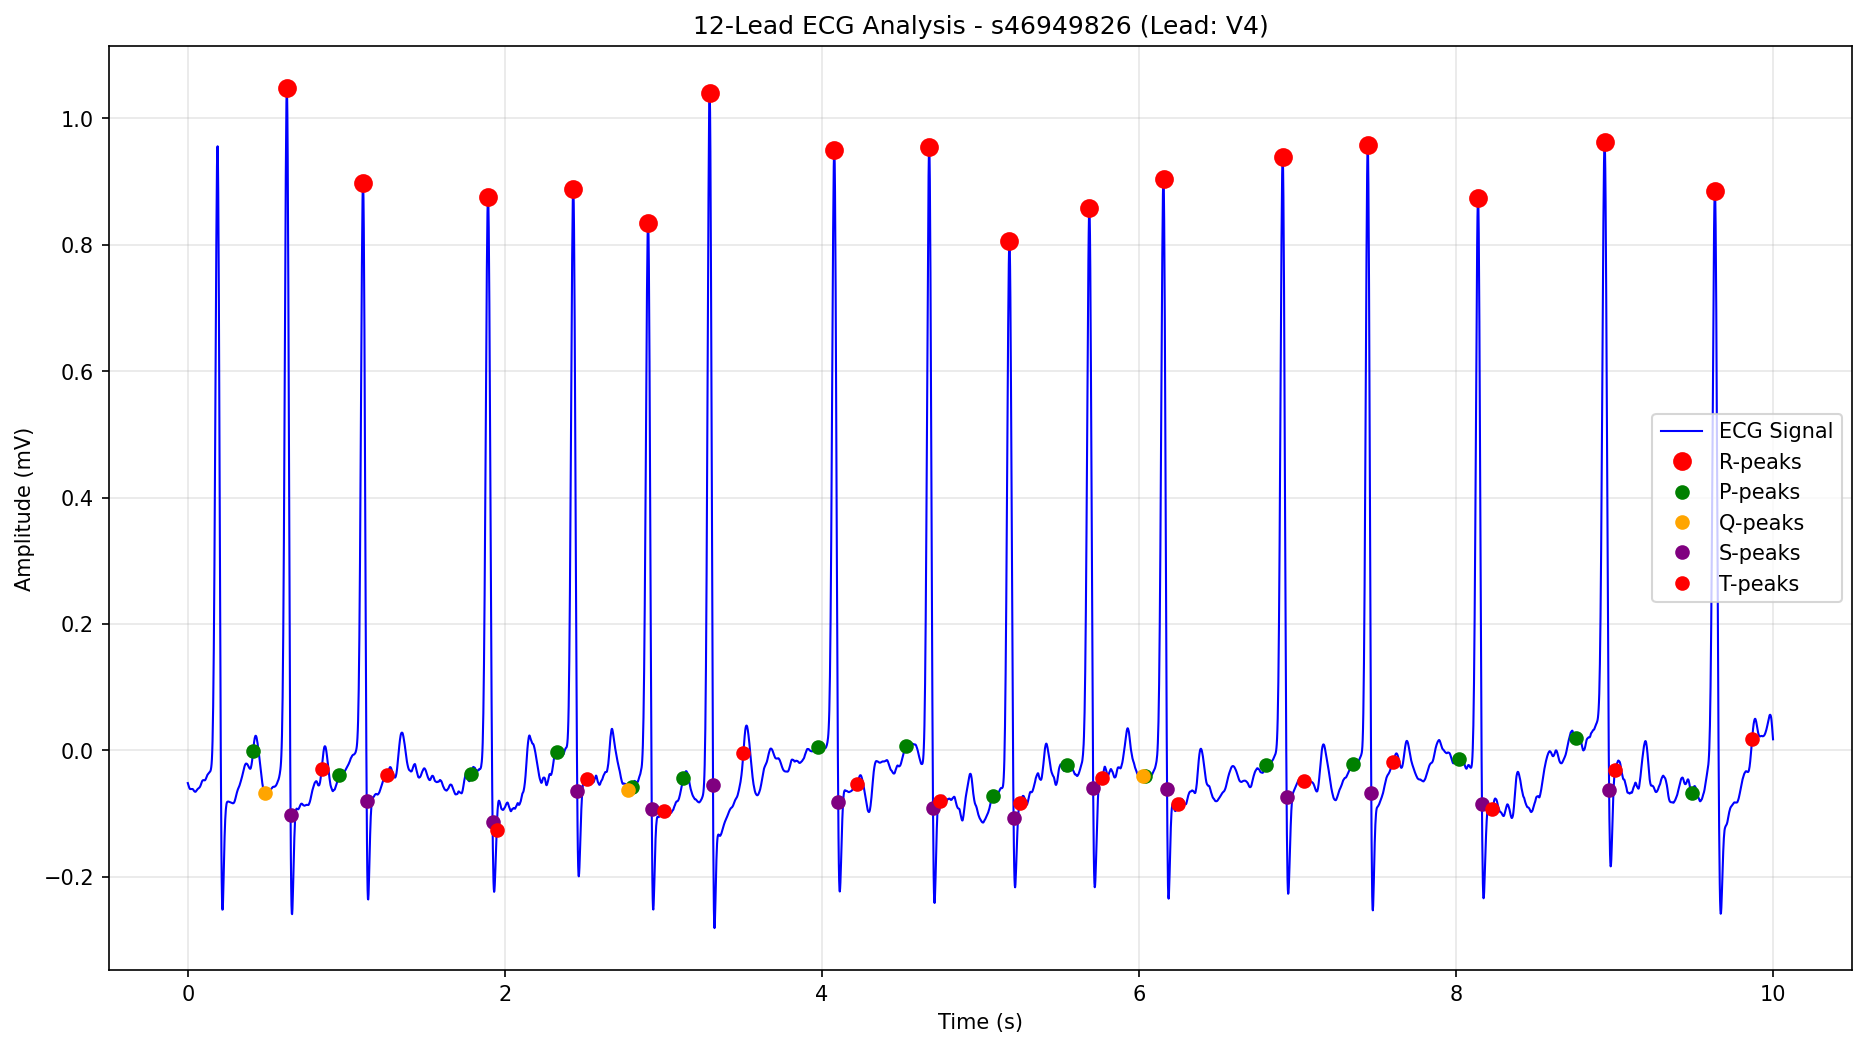 12-Lead ECG Analysis - s46949826 (Lead: V4)
Amplitude (mV)
1.0
0.8
0.6
0.4
0.2
0.0
−0.2
ECG Signal
R-peaks
P-peaks
Q-peaks
S-peaks
T-peaks
0 2 4 6 8 10
Time (s)